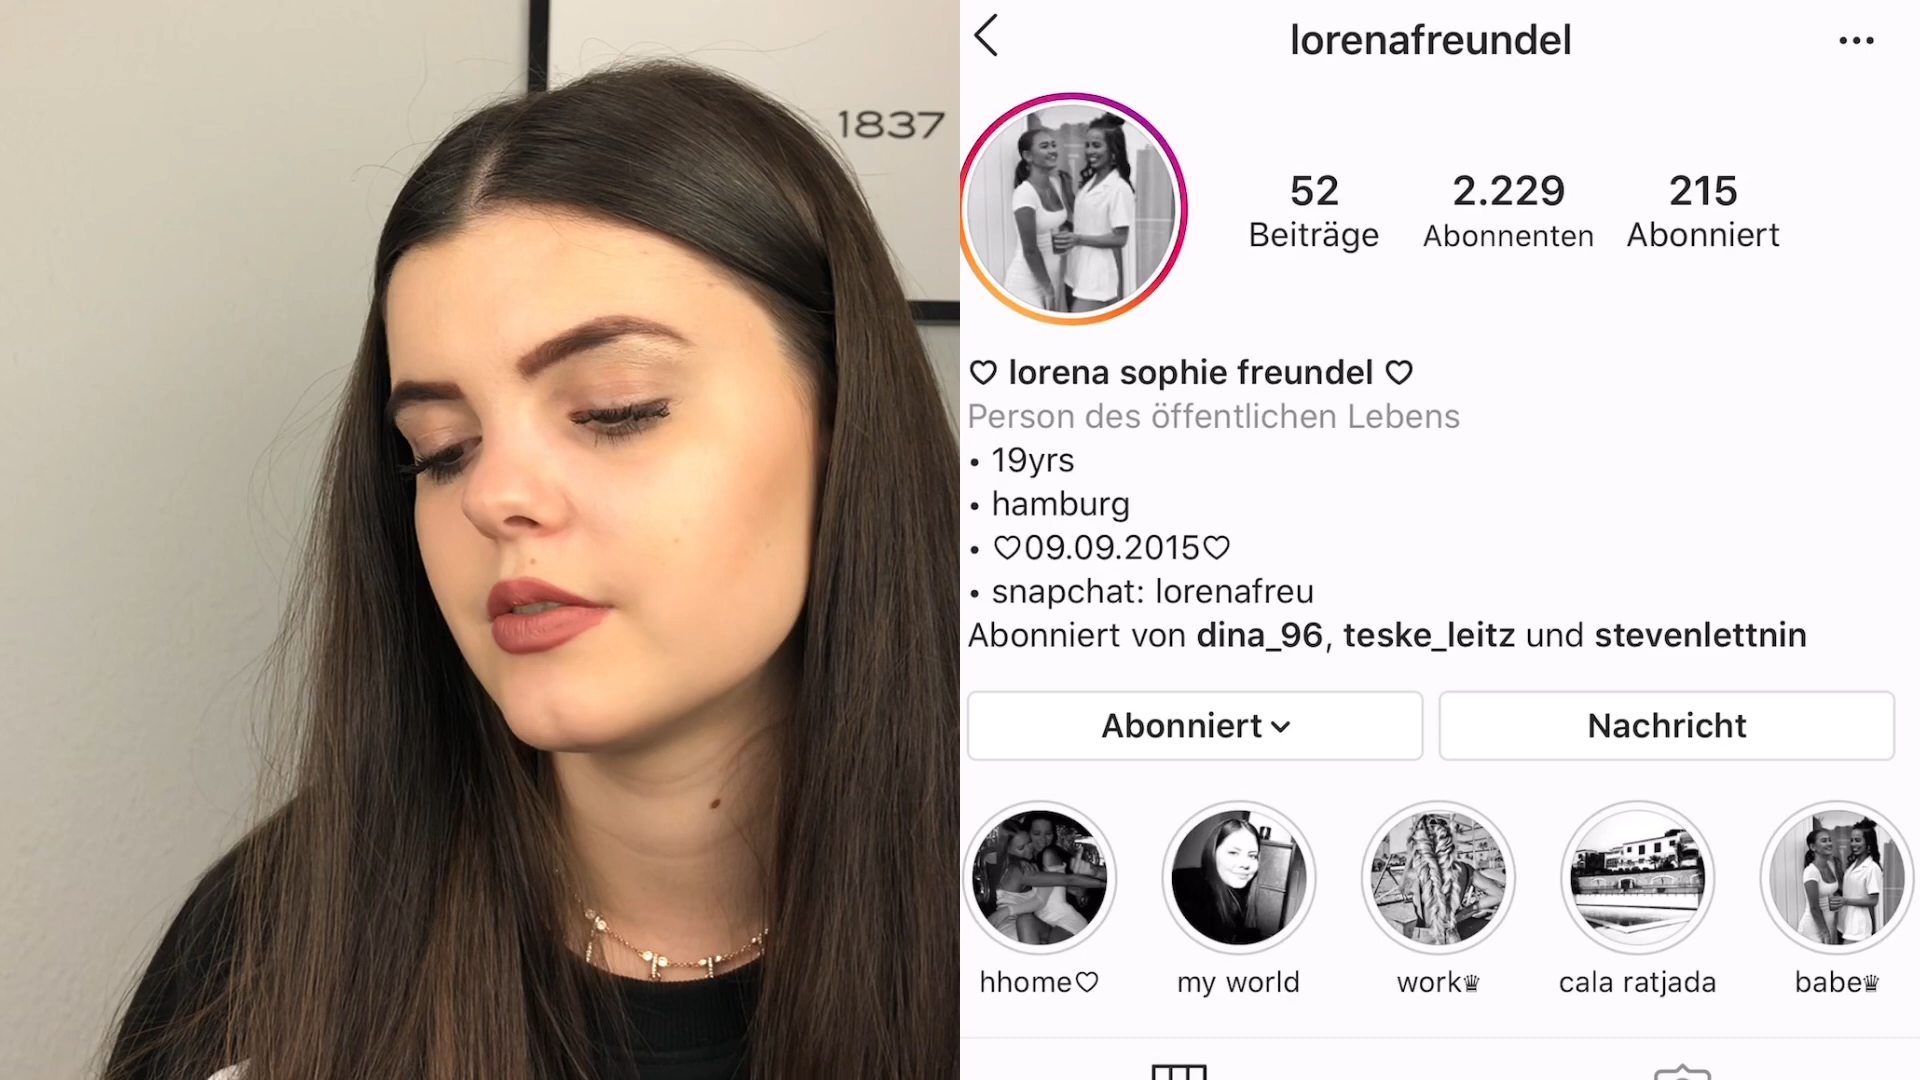 1837
lorenafreundel
52
Beiträge
2.229
Abonnenten
215
Abonniert
♡ lorena sophie freundel ♡
Person des öffentlichen Lebens
• 19yrs
• hamburg
• ♡09.09.2015♡
• snapchat: lorenafreu
Abonniert von dina_96, teske_leitz und stevenlettnin
Abonniert
Nachricht
hhome♡
my world
work♛
cala ratjada
babe♛